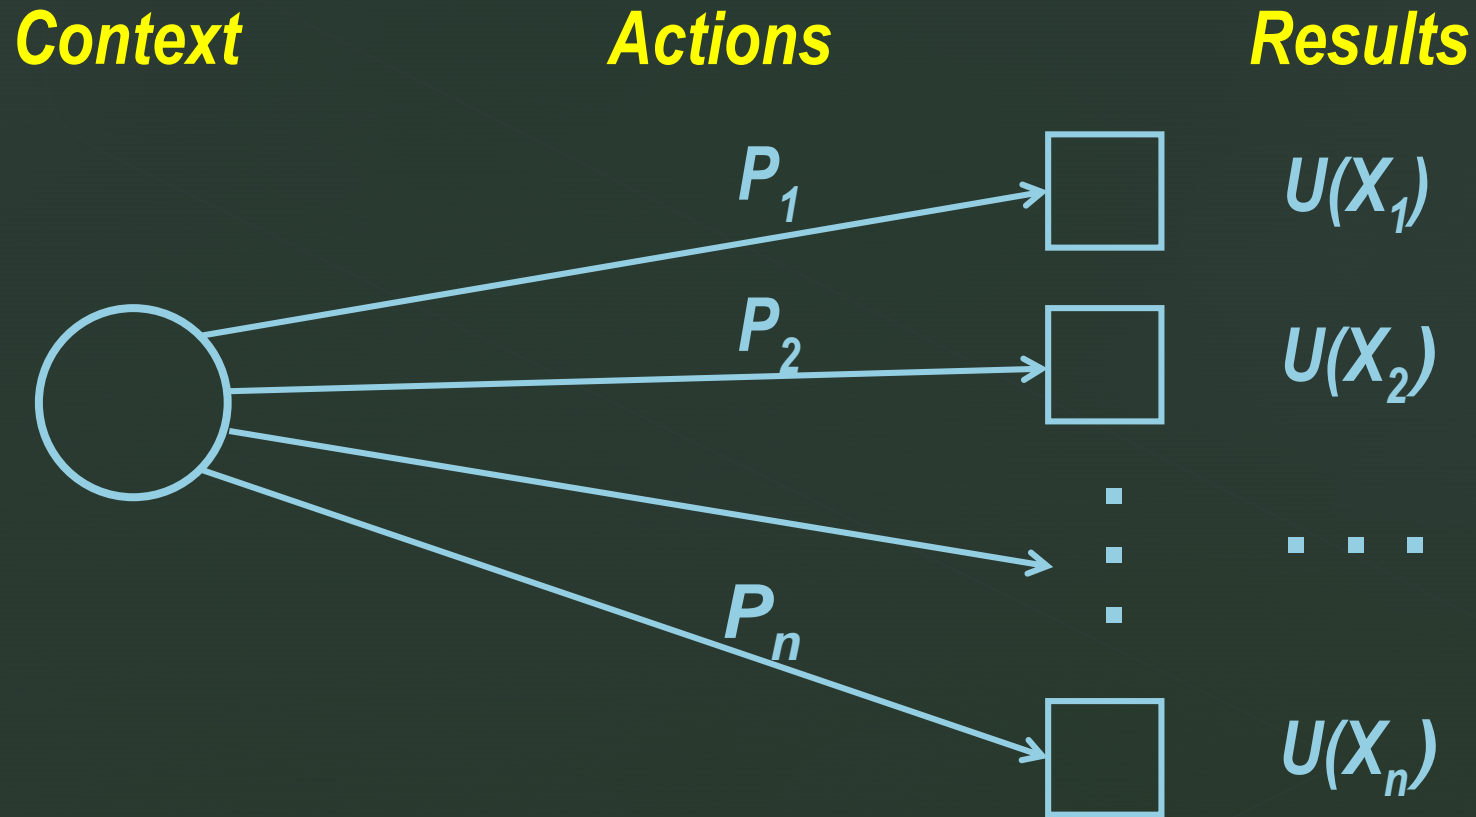 Context Actions Results
P1 U(X1)
P2 U(X2)
. . .
Pn
U(Xn)